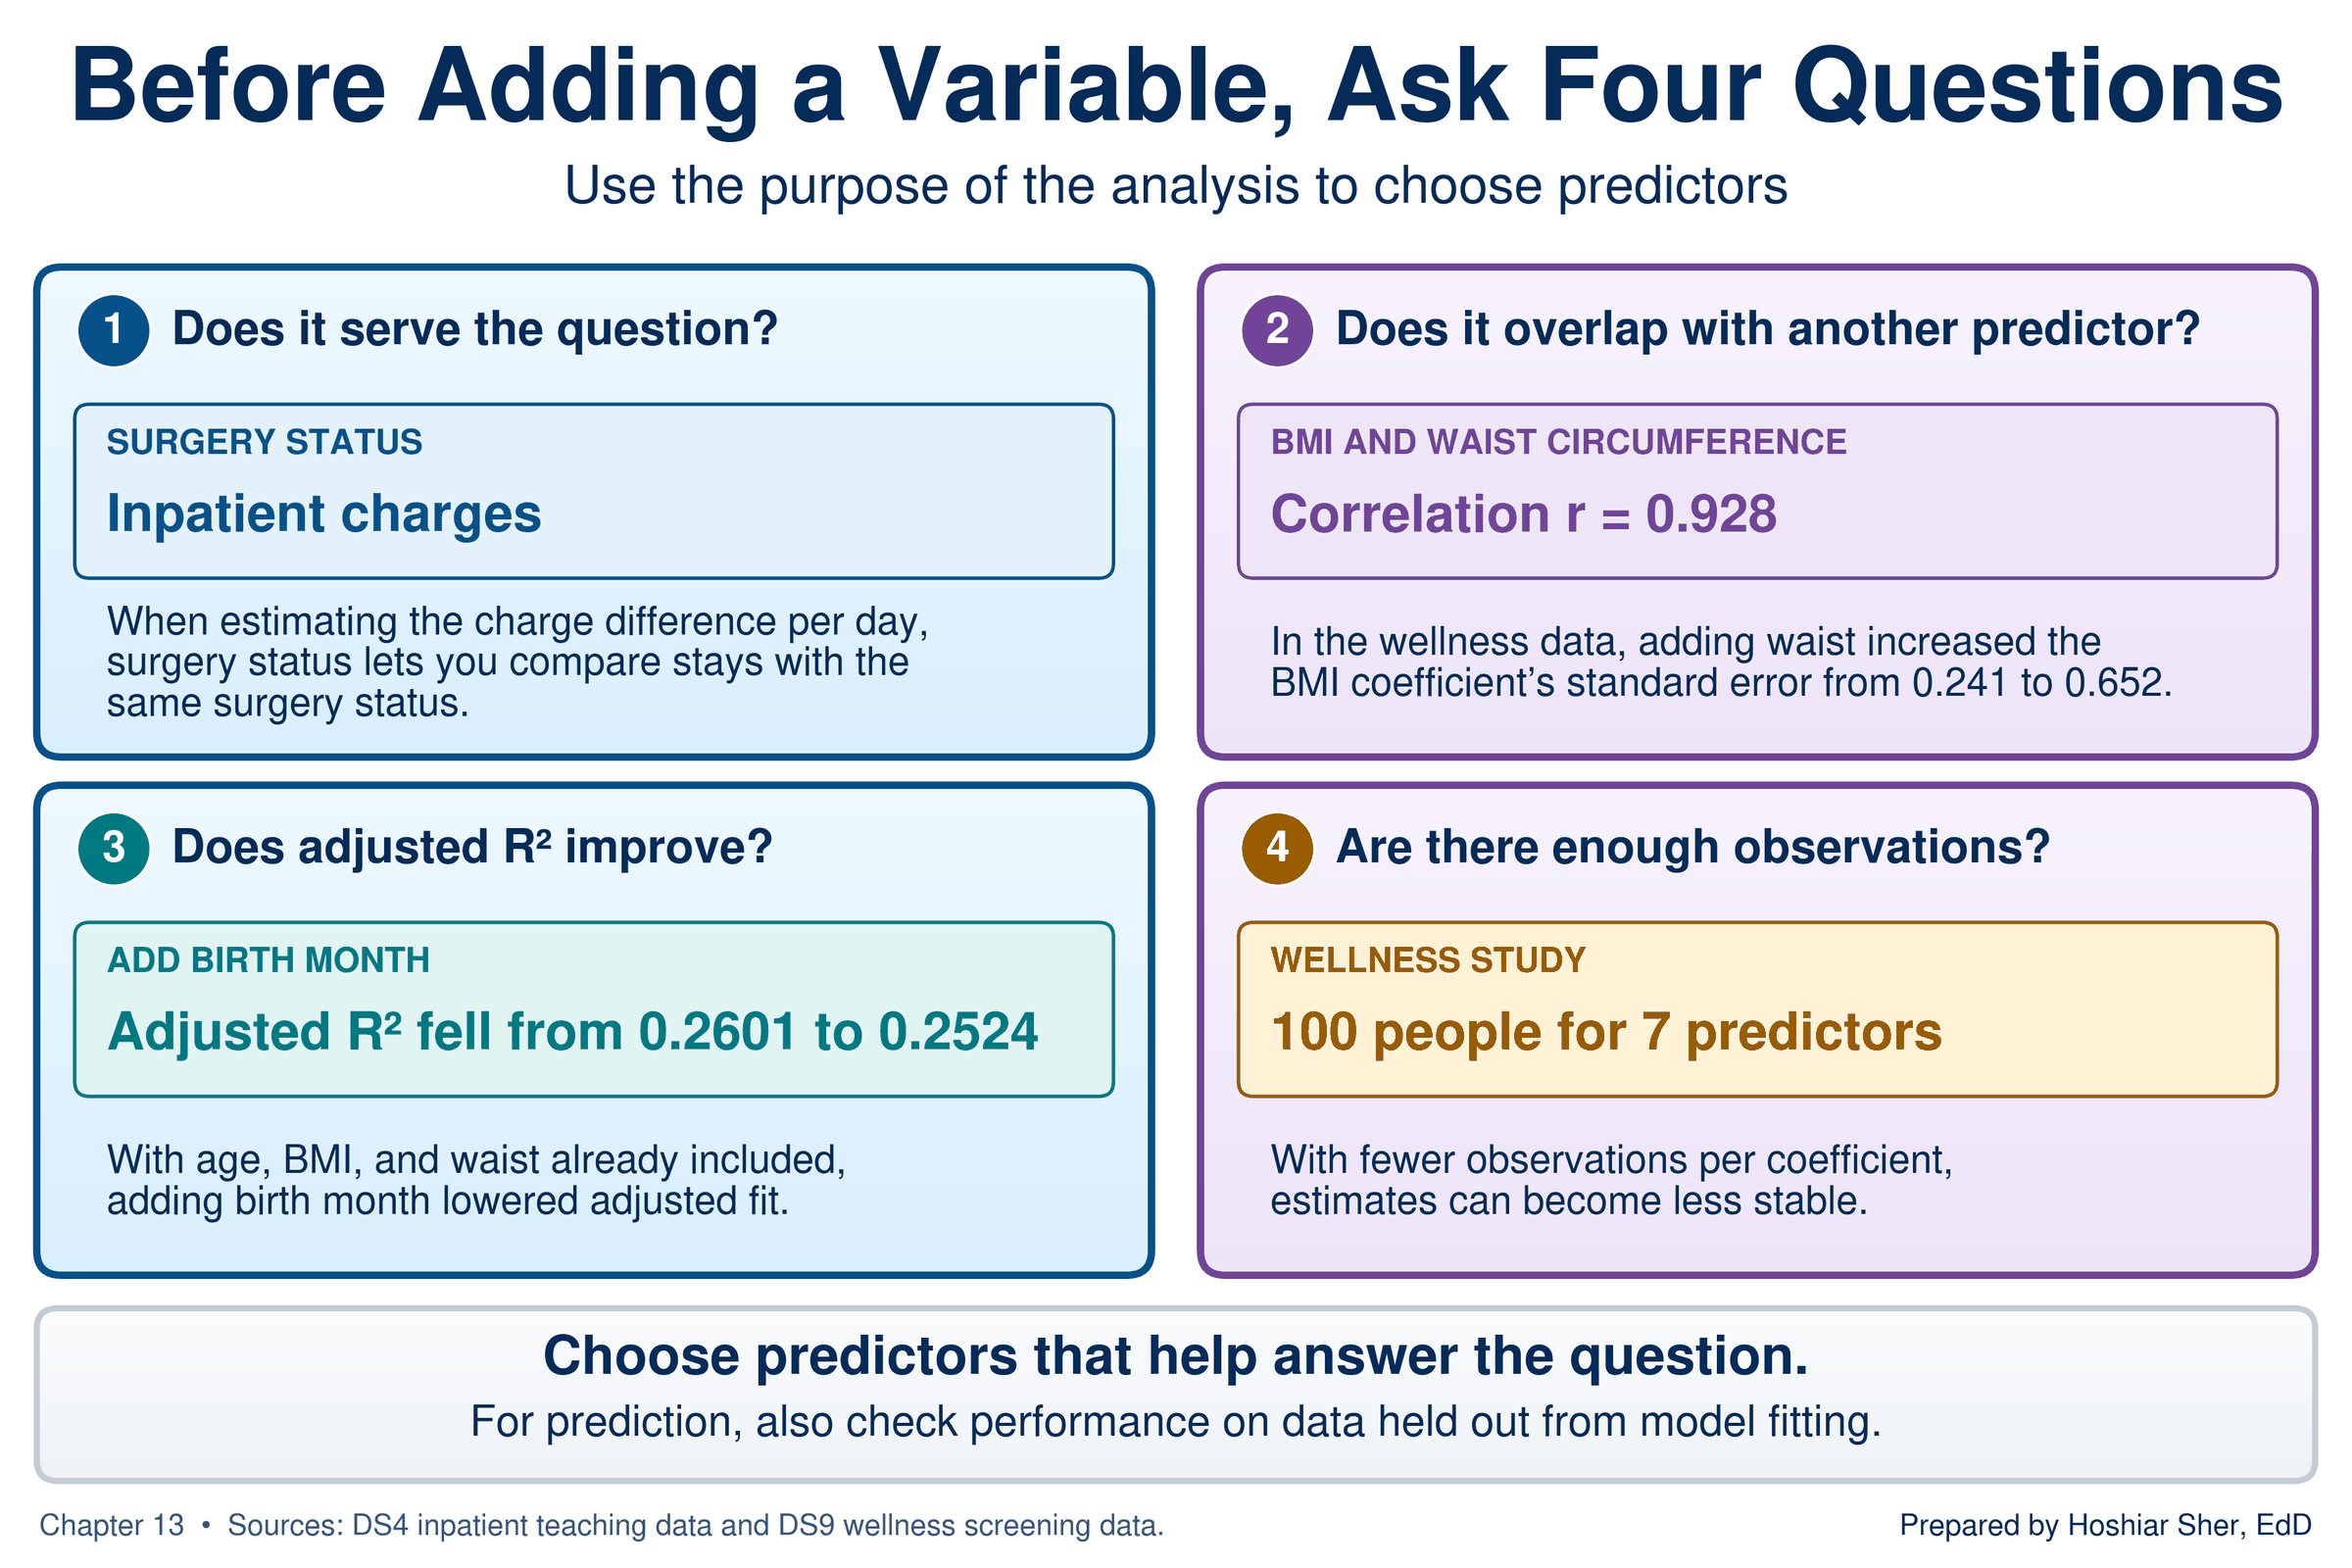 Before Adding a Variable, Ask Four Questions
Use the purpose of the analysis to choose predictors
1 Does it serve the question?
SURGERY STATUS
Inpatient charges
When estimating the charge difference per day,
surgery status lets you compare stays with the
same surgery status.
2 Does it overlap with another predictor?
BMI AND WAIST CIRCUMFERENCE
Correlation r = 0.928
In the wellness data, adding waist increased the
BMI coefficient’s standard error from 0.241 to 0.652.
3 Does adjusted R² improve?
ADD BIRTH MONTH
Adjusted R² fell from 0.2601 to 0.2524
With age, BMI, and waist already included,
adding birth month lowered adjusted fit.
4 Are there enough observations?
WELLNESS STUDY
100 people for 7 predictors
With fewer observations per coefficient,
estimates can become less stable.
Choose predictors that help answer the question.
For prediction, also check performance on data held out from model fitting.
Chapter 13 • Sources: DS4 inpatient teaching data and DS9 wellness screening data.
Prepared by Hoshiar Sher, EdD